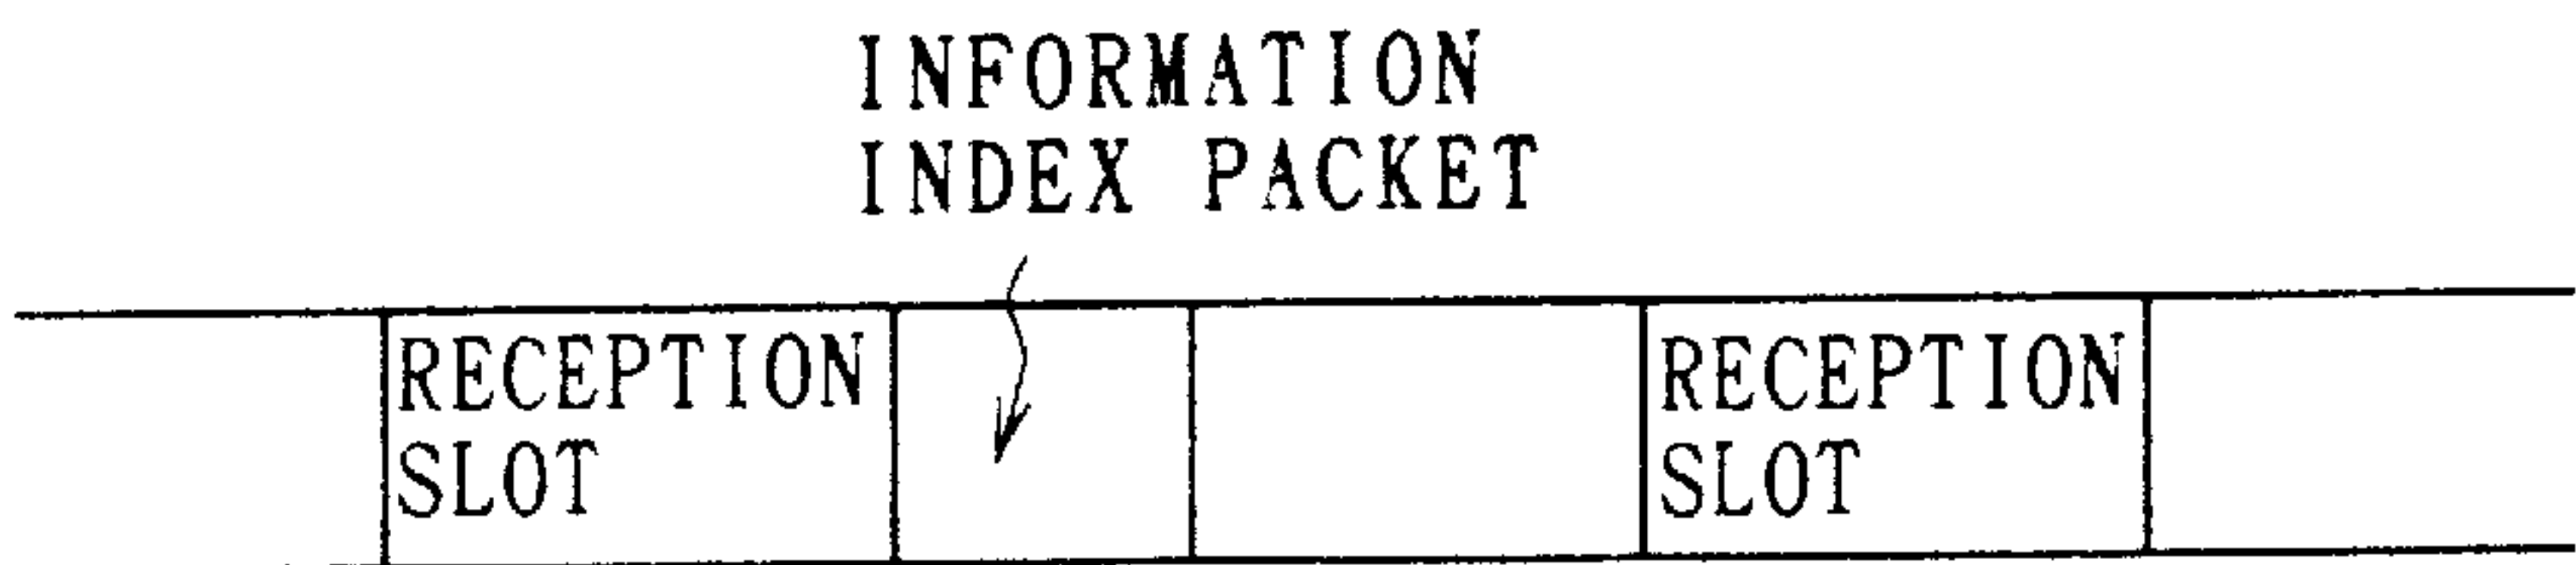 INFORMATION
INDEX PACKET
RECEPTION
SLOT
RECEPTION
SLOT